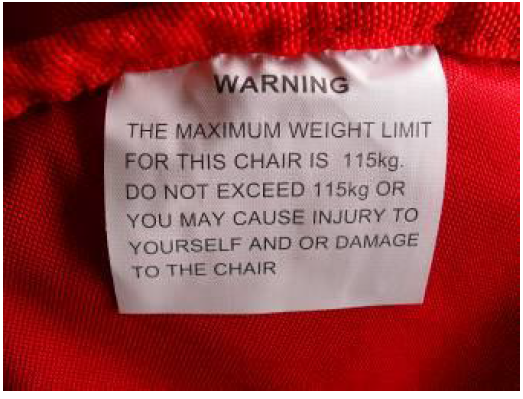 WARNING
THE MAXIMUM WEIGHT LIMIT
FOR THIS CHAIR IS 115kg.
DO NOT EXCEED 115kg OR
YOU MAY CAUSE INJURY TO
YOURSELF AND OR DAMAGE
TO THE CHAIR